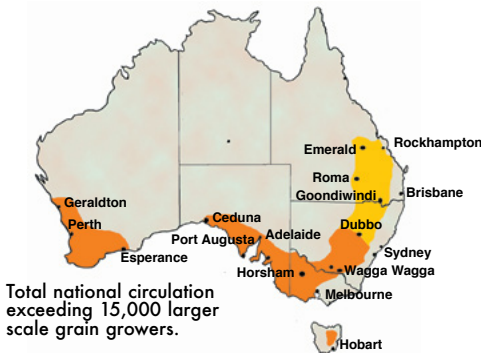 Emerald
Rockhampton
Roma
Goondiwindi
Brisbane
Geraldton
Perth
Esperance
Ceduna
Port Augusta
Adelaide
Dubbo
Sydney
Horsham
Wagga Wagga
Melbourne
Total national circulation
exceeding 15,000 larger
scale grain growers.
Hobart